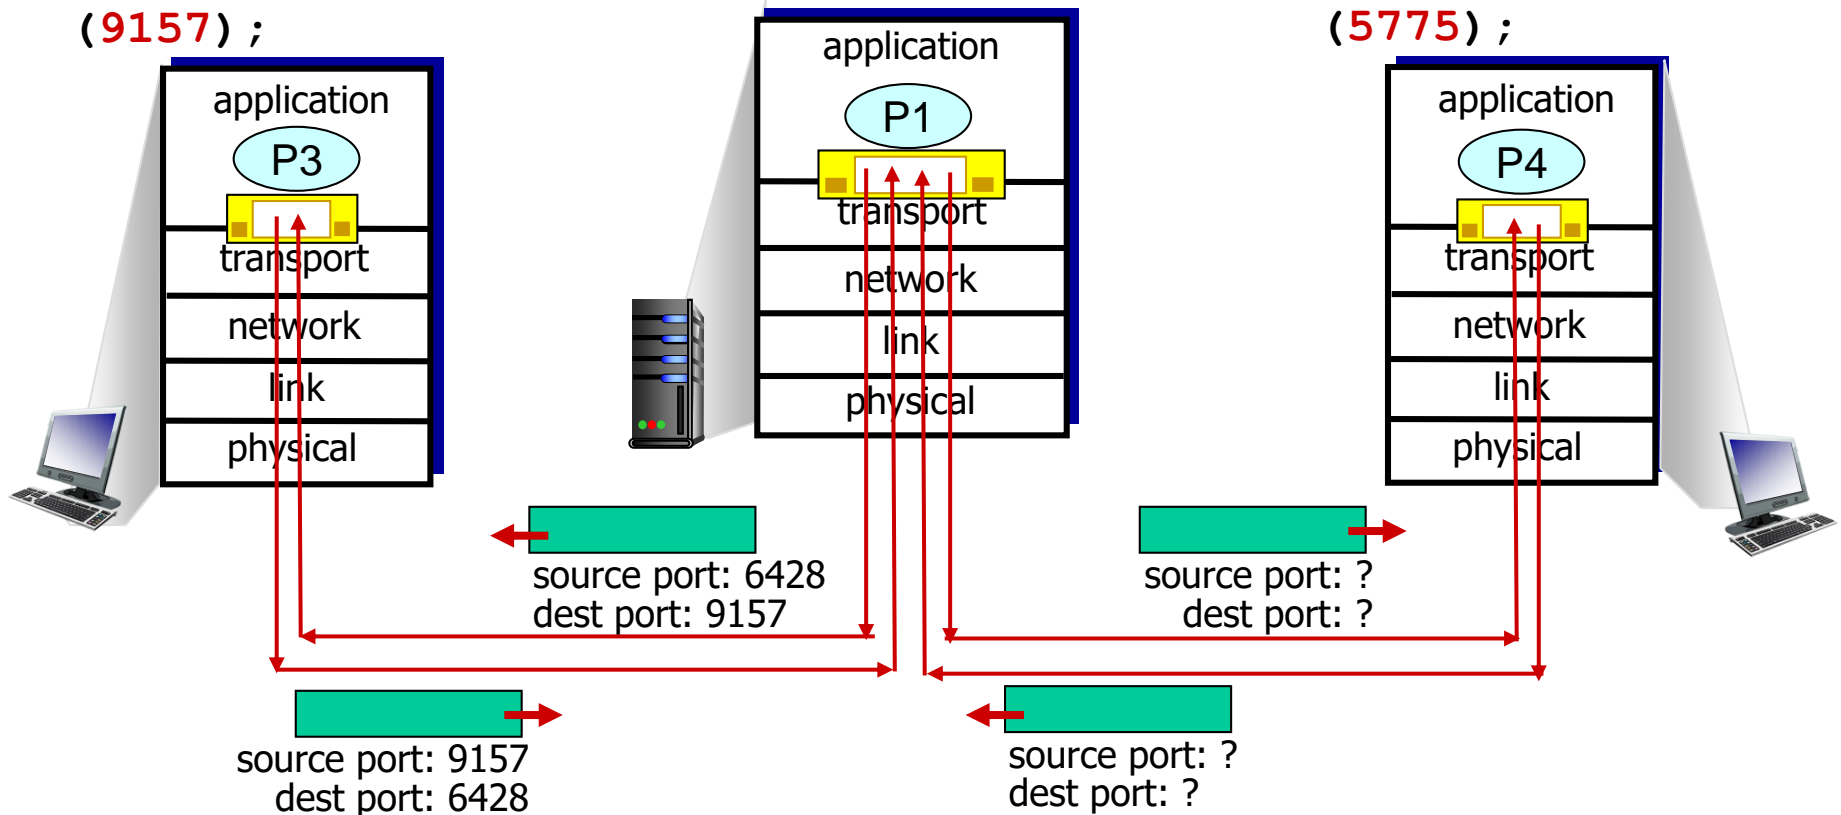 (9157);
application
P3
transport
network
link
physical
application
P1
transport
network
link
physical
(5775);
application
P4
transport
network
link
physical
source port: 6428
dest port: 9157
source port: ?
dest port: ?
source port: 9157
dest port: 6428
source port: ?
dest port: ?